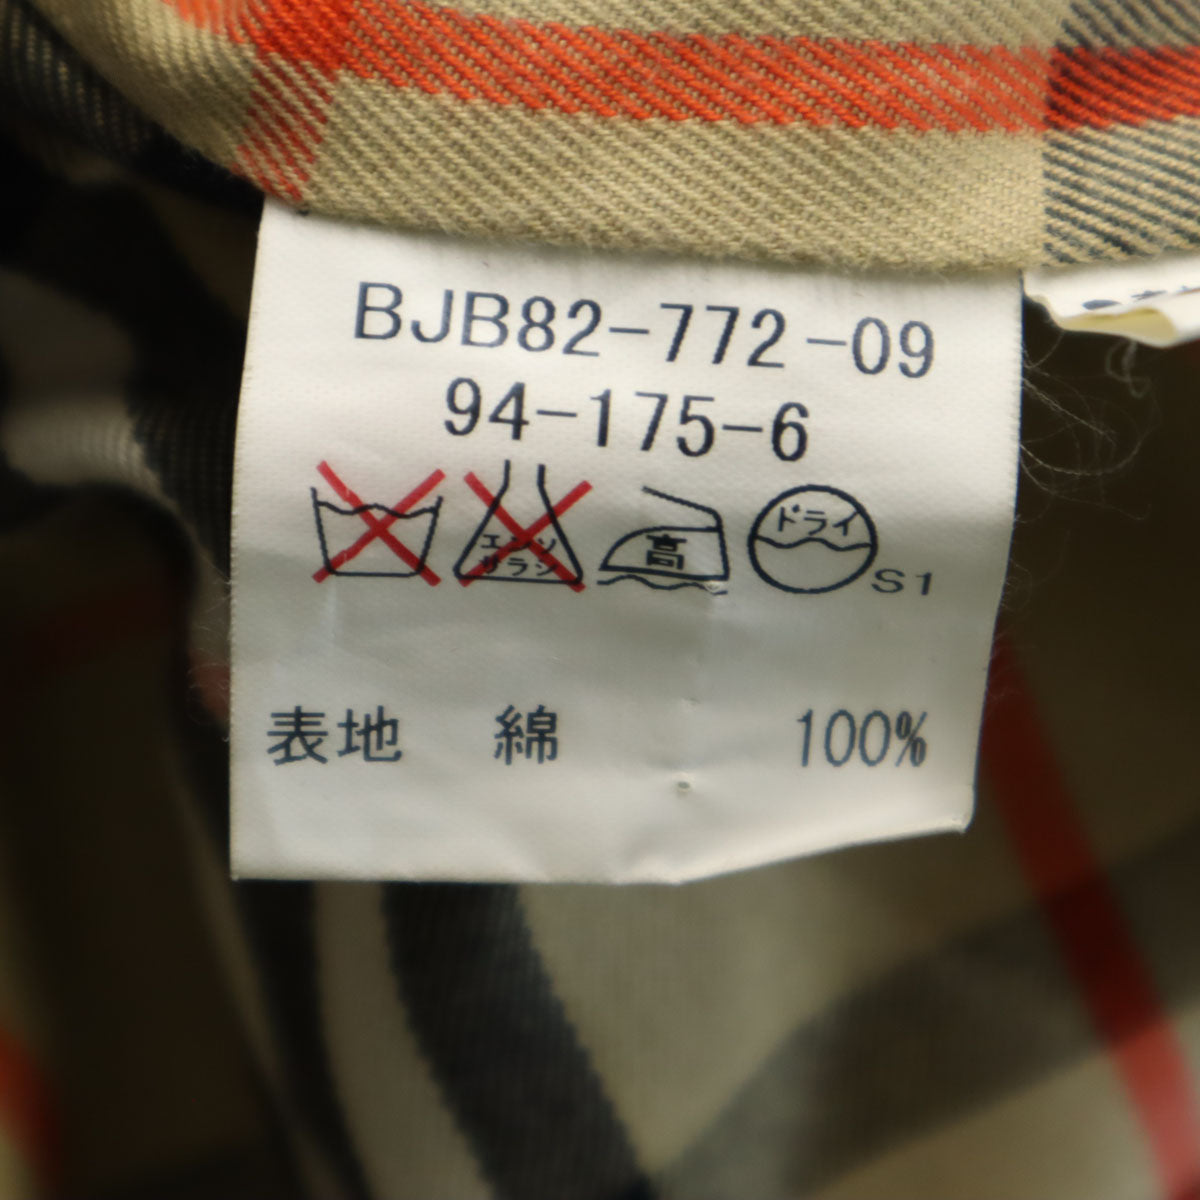 BJB82-772-09
94-175-6
エンソ
サラシ
高
ドライ
S1
表地 綿 100%